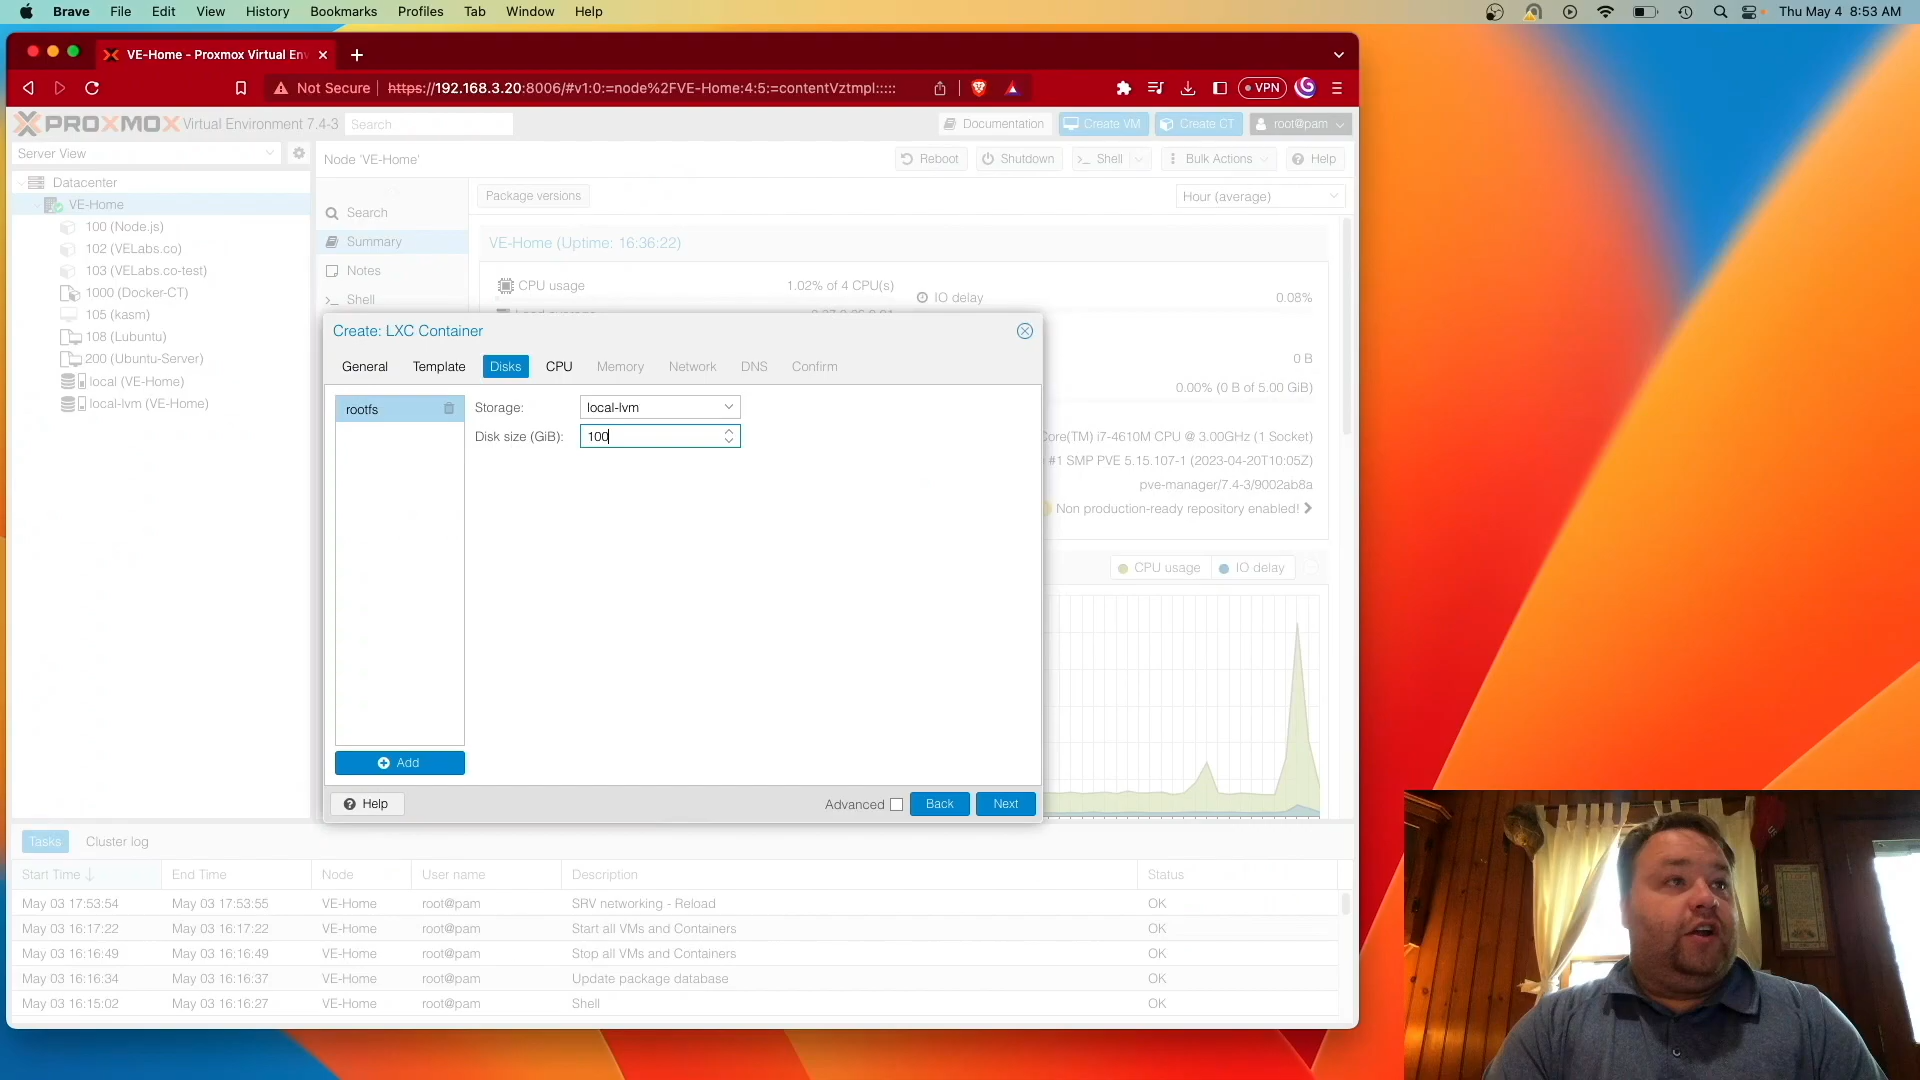 Brave File Edit View History Bookmarks Profiles Tab Window Help Thu May 4 8:53 AM
VE-Home - Proxmox Virtual En
Not Secure https://192.168.3.20:8006/#v1:0:=node%2FVE-Home:4:5:=contentVztmpl::::: VPN
PROXMOX Virtual Environment 7.4-3 Search Documentation Create VM Create CT root@pam
Server View Node 'VE-Home' Reboot Shutdown Shell Bulk Actions Help
Datacenter
VE-Home
100 (Node.js)
102 (VELabs.co)
103 (VELabs.co-test)
1000 (Docker-CT)
105 (kasm)
108 (Lubuntu)
200 (Ubuntu-Server)
local (VE-Home)
local-lvm (VE-Home)
Search
Summary
Notes
Shell
Package versions Hour (average)
VE-Home (Uptime: 16:36:22)
CPU usage 1.02% of 4 CPU(s)
IO delay 0.08%
0 B
0.00% (0 B of 5.00 GiB)
Core(TM) i7-4610M CPU @ 3.00GHz (1 Socket)
#1 SMP PVE 5.15.107-1 (2023-04-20T10:05Z)
pve-manager/7.4-3/9002ab8a
Non production-ready repository enabled!
CPU usage IO delay
Create: LXC Container
General Template Disks CPU Memory Network DNS Confirm
rootfs Storage: local-lvm
Disk size (GiB): 100
Add
Help Advanced Back Next
Tasks Cluster log
Start Time End Time Node User name Description Status
May 03 17:53:54 May 03 17:53:55 VE-Home root@pam SRV networking - Reload OK
May 03 16:17:22 May 03 16:17:22 VE-Home root@pam Start all VMs and Containers OK
May 03 16:16:49 May 03 16:16:49 VE-Home root@pam Stop all VMs and Containers OK
May 03 16:16:34 May 03 16:16:37 VE-Home root@pam Update package database OK
May 03 16:15:02 May 03 16:16:27 VE-Home root@pam Shell OK